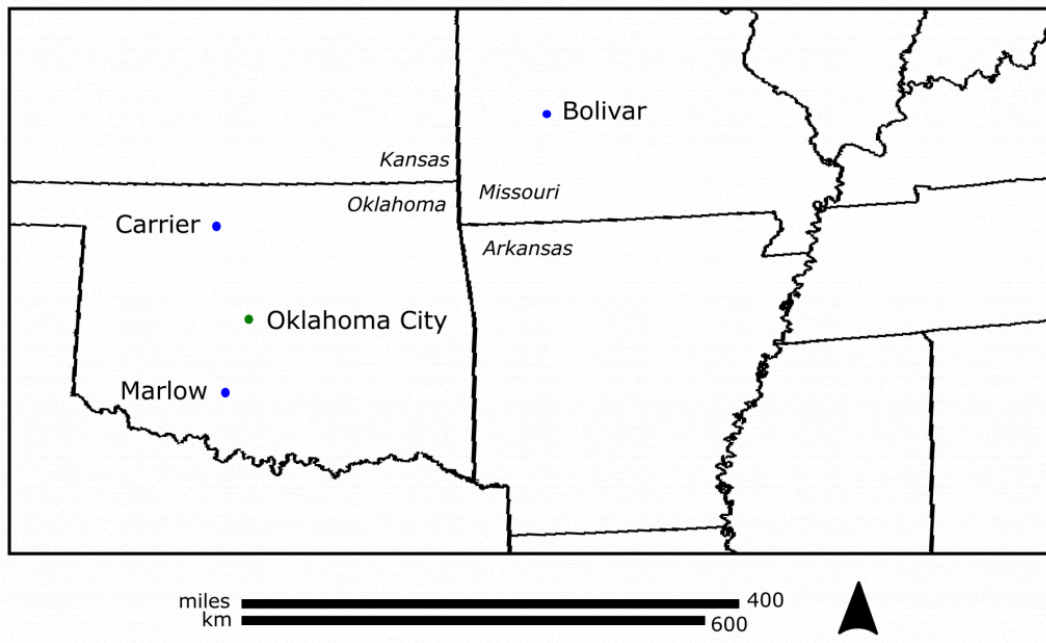 Bolivar
Kansas
Missouri
Oklahoma
Carrier
Arkansas
Oklahoma City
Marlow
miles 400
km 600